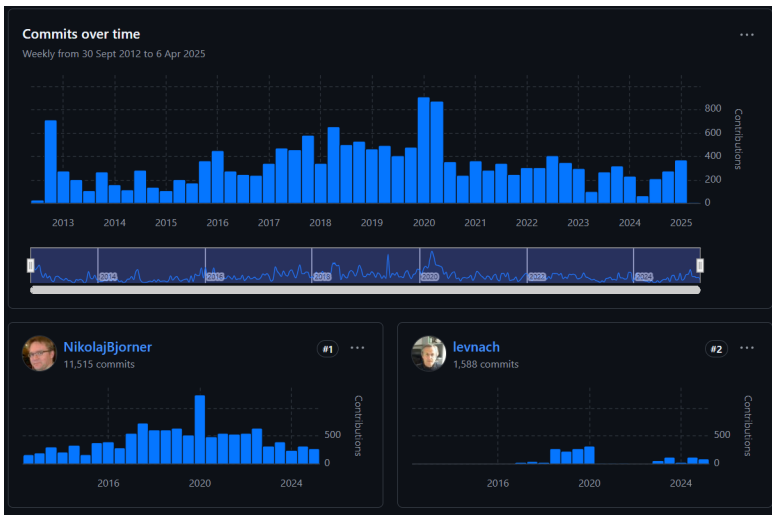 Commits over time
Weekly from 30 Sept 2012 to 6 Apr 2025
800
600
400
200
0
Contributions
2013 2014 2015 2016 2017 2018 2019 2020 2021 2022 2023 2024 2025
2014 2016 2018 2020 2022 2024
NikolajBjorner
#1
11,515 commits
500
0
Contributions
2016 2020 2024
levnach
#2
1,588 commits
500
0
Contributions
2016 2020 2024